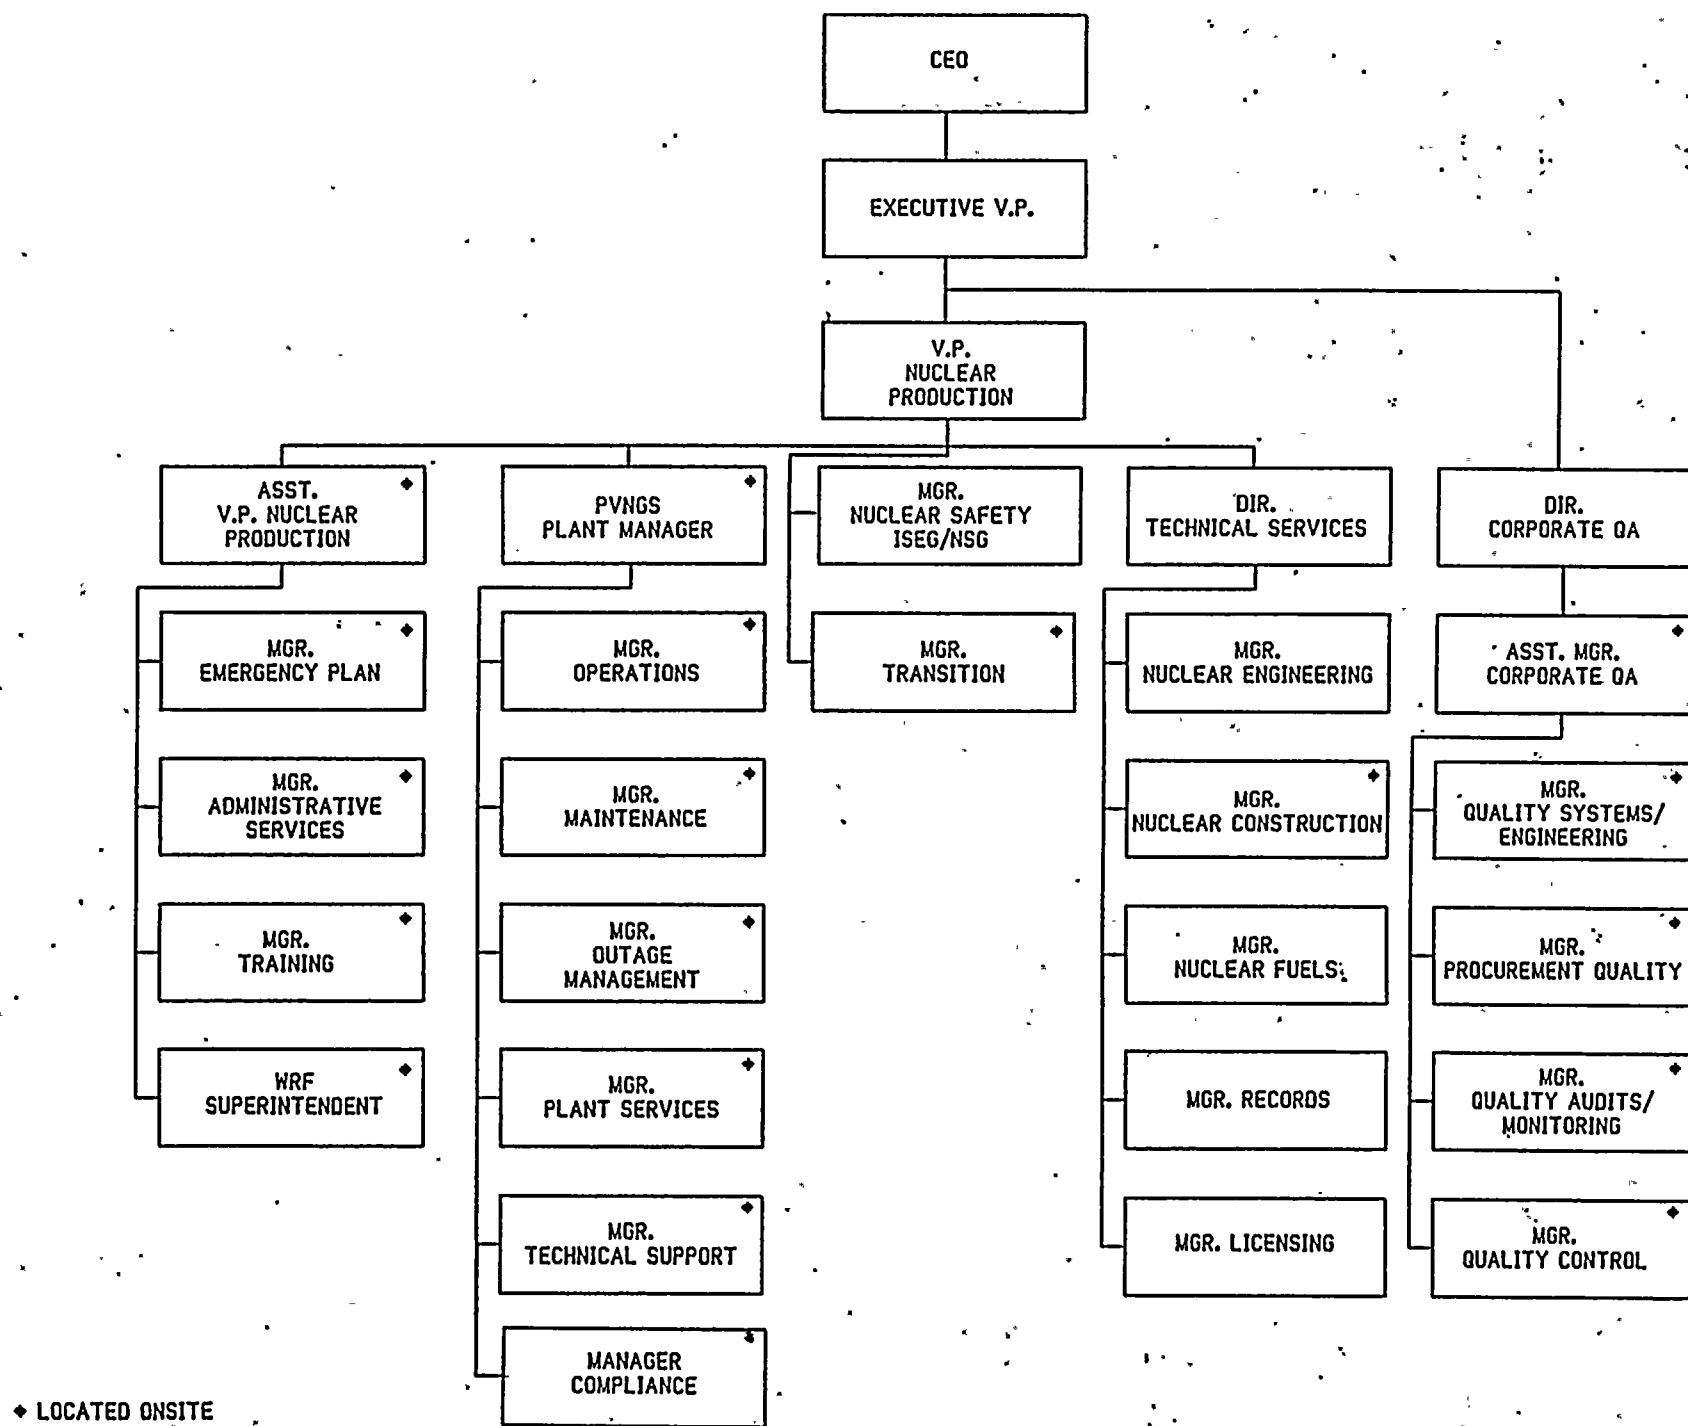 CEO
EXECUTIVE V.P.
V.P.
NUCLEAR
PRODUCTION
ASST.
V.P. NUCLEAR
PRODUCTION
PVNGS
PLANT MANAGER
MGR.
NUCLEAR SAFETY
ISEG/NSG
DIR.
TECHNICAL SERVICES
DIR.
CORPORATE QA
MGR.
EMERGENCY PLAN
MGR.
OPERATIONS
MGR.
TRANSITION
MGR.
NUCLEAR ENGINEERING
ASST. MGR.
CORPORATE QA
MGR.
ADMINISTRATIVE
SERVICES
MGR.
MAINTENANCE
MGR.
NUCLEAR CONSTRUCTION
MGR.
QUALITY SYSTEMS/
ENGINEERING
MGR.
TRAINING
MGR.
OUTAGE
MANAGEMENT
MGR.
NUCLEAR FUELS
MGR.
PROCUREMENT QUALITY
WRF
SUPERINTENDENT
MGR.
PLANT SERVICES
MGR. RECORDS
MGR.
QUALITY AUDITS/
MONITORING
MGR.
TECHNICAL SUPPORT
MGR. LICENSING
MGR.
QUALITY CONTROL
MANAGER
COMPLIANCE
◆ LOCATED ONSITE